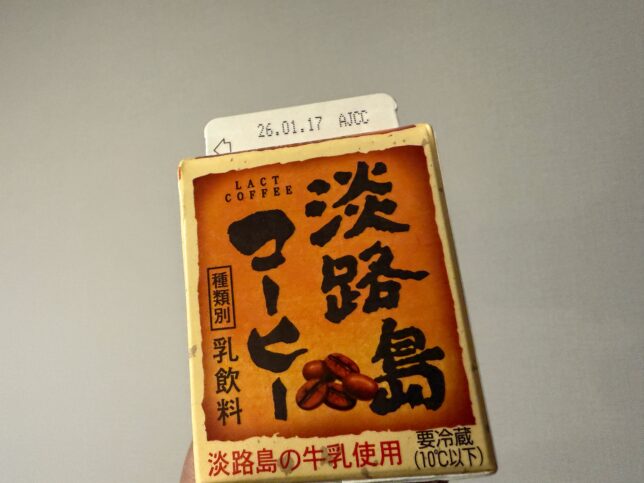 26.01.17 AJCC
LACT
COFFEE
淡路島
コーヒー
種類別
乳飲料
淡路島の牛乳使用
要冷蔵
(10℃以下)